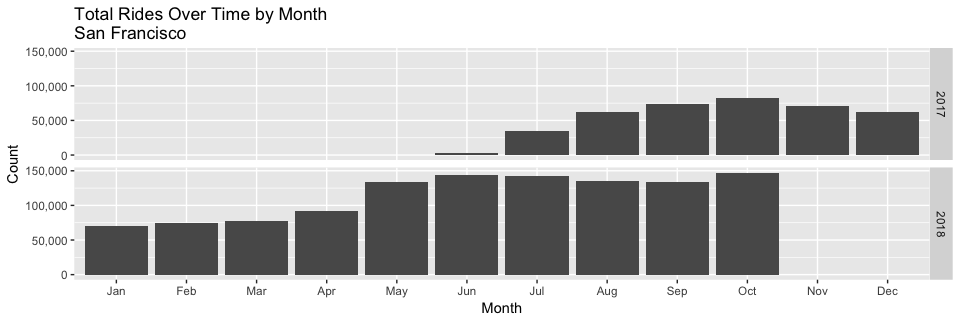 Total Rides Over Time by Month
San Francisco
Count
150,000
100,000
50,000
0
2017
150,000
100,000
50,000
0
2018
Jan Feb Mar Apr May Jun Jul Aug Sep Oct Nov Dec
Month